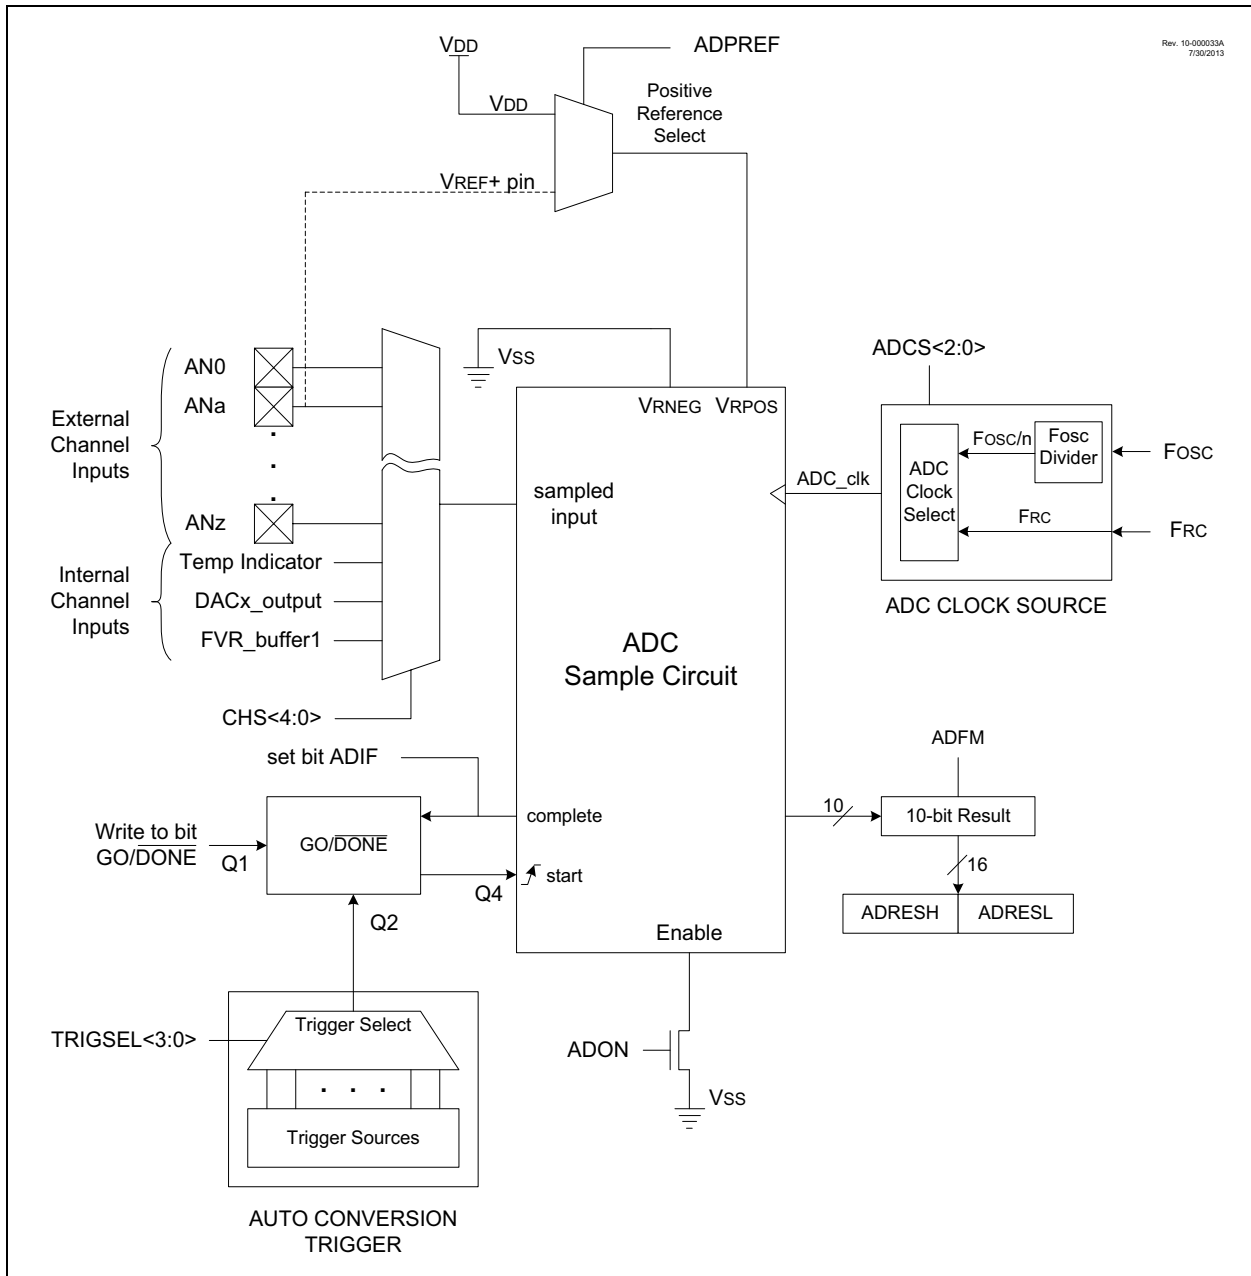 VDD
ADPREF
Rev. 10-000033A
7/30/2013
VDD
Positive
Reference
Select
VREF+ pin
AN0
ANa
.
.
.
ANz
External
Channel
Inputs
Internal
Channel
Inputs
Temp Indicator
DACx_output
FVR_buffer1
CHS<4:0>
VSS
VRNEG VRPOS
sampled
input
ADC_clk
ADC
Sample Circuit
ADCS<2:0>
ADC
Clock
Select
FOSC/n
Fosc
Divider
FOSC
FRC
FRC
ADC CLOCK SOURCE
set bit ADIF
Write to bit
GO/DONE
Q1
GO/DONE
complete
start
Q4
Q2
Enable
ADFM
10
10-bit Result
16
ADRESH ADRESL
TRIGSEL<3:0>
Trigger Select
. . .
Trigger Sources
AUTO CONVERSION
TRIGGER
ADON
VSS